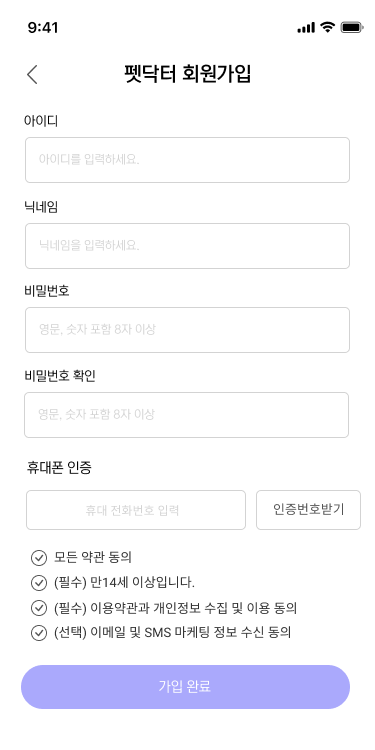 9:41
펫닥터 회원가입
아이디
아이디를 입력하세요.
닉네임
닉네임을 입력하세요.
비밀번호
영문, 숫자 포함 8자 이상
비밀번호 확인
영문, 숫자 포함 8자 이상
휴대폰 인증
휴대 전화번호 입력
인증번호받기
모든 약관 동의
(필수) 만14세 이상입니다.
(필수) 이용약관과 개인정보 수집 및 이용 동의
(선택) 이메일 및 SMS 마케팅 정보 수신 동의
가입 완료